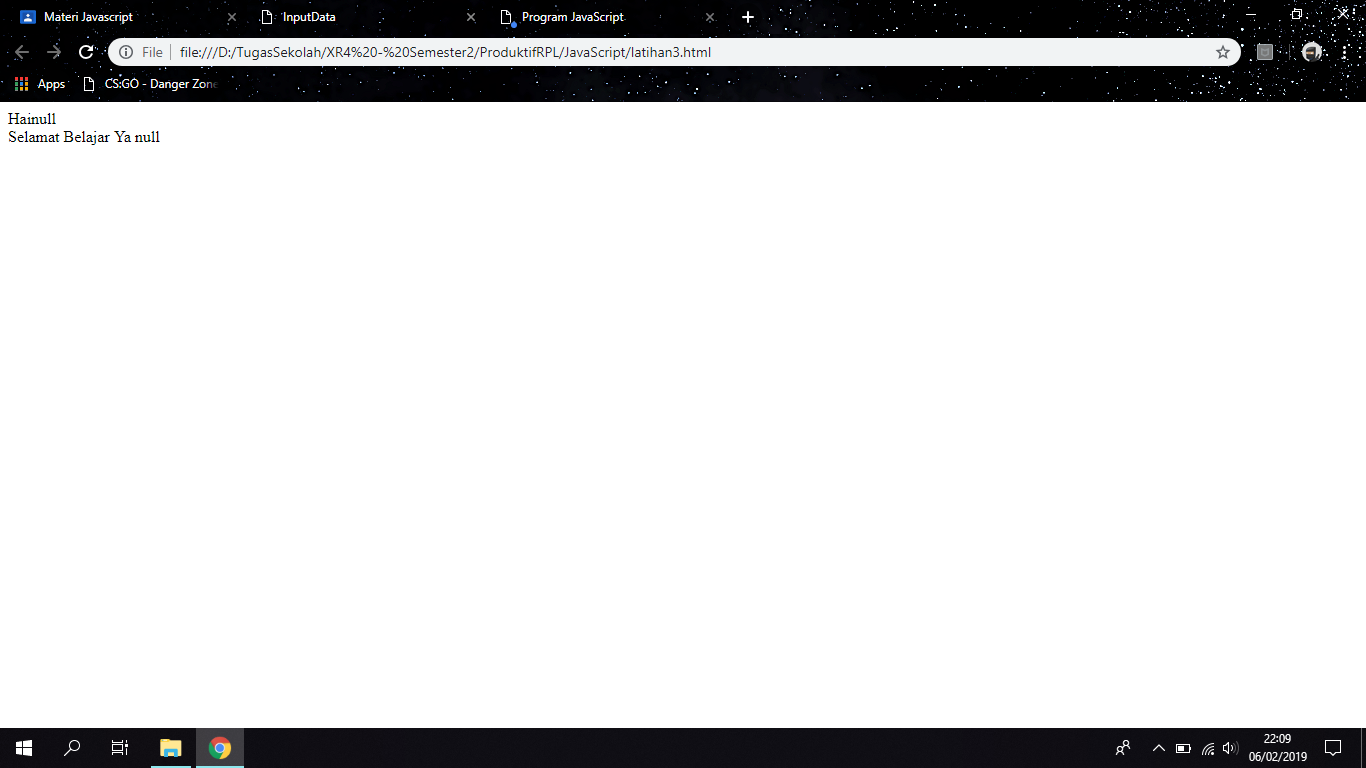 Materi Javascript
InputData
Program JavaScript
File
file:///D:/TugasSekolah/XR4%20-%20Semester2/ProduktifRPL/JavaScript/latihan3.html
Apps
CS:GO - Danger Zone
Hainull
Selamat Belajar Ya null
22:09
06/02/2019